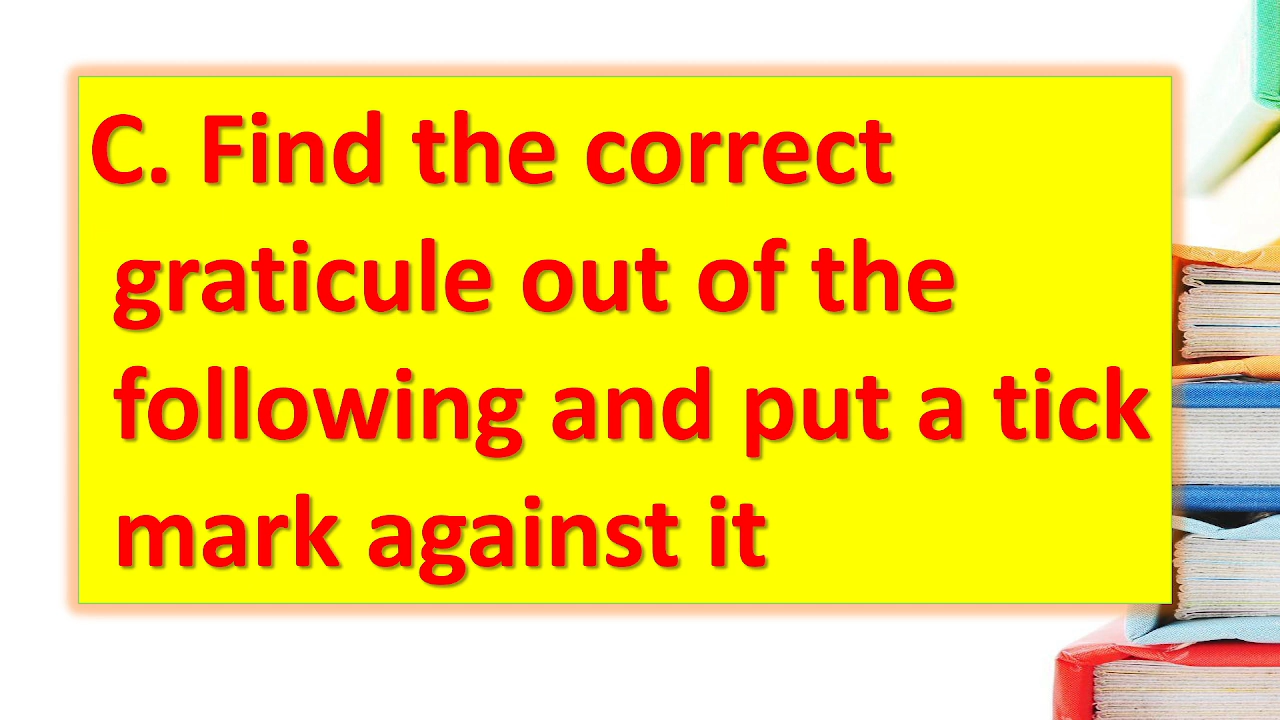 C. Find the correct
graticule out of the
following and put a tick
mark against it